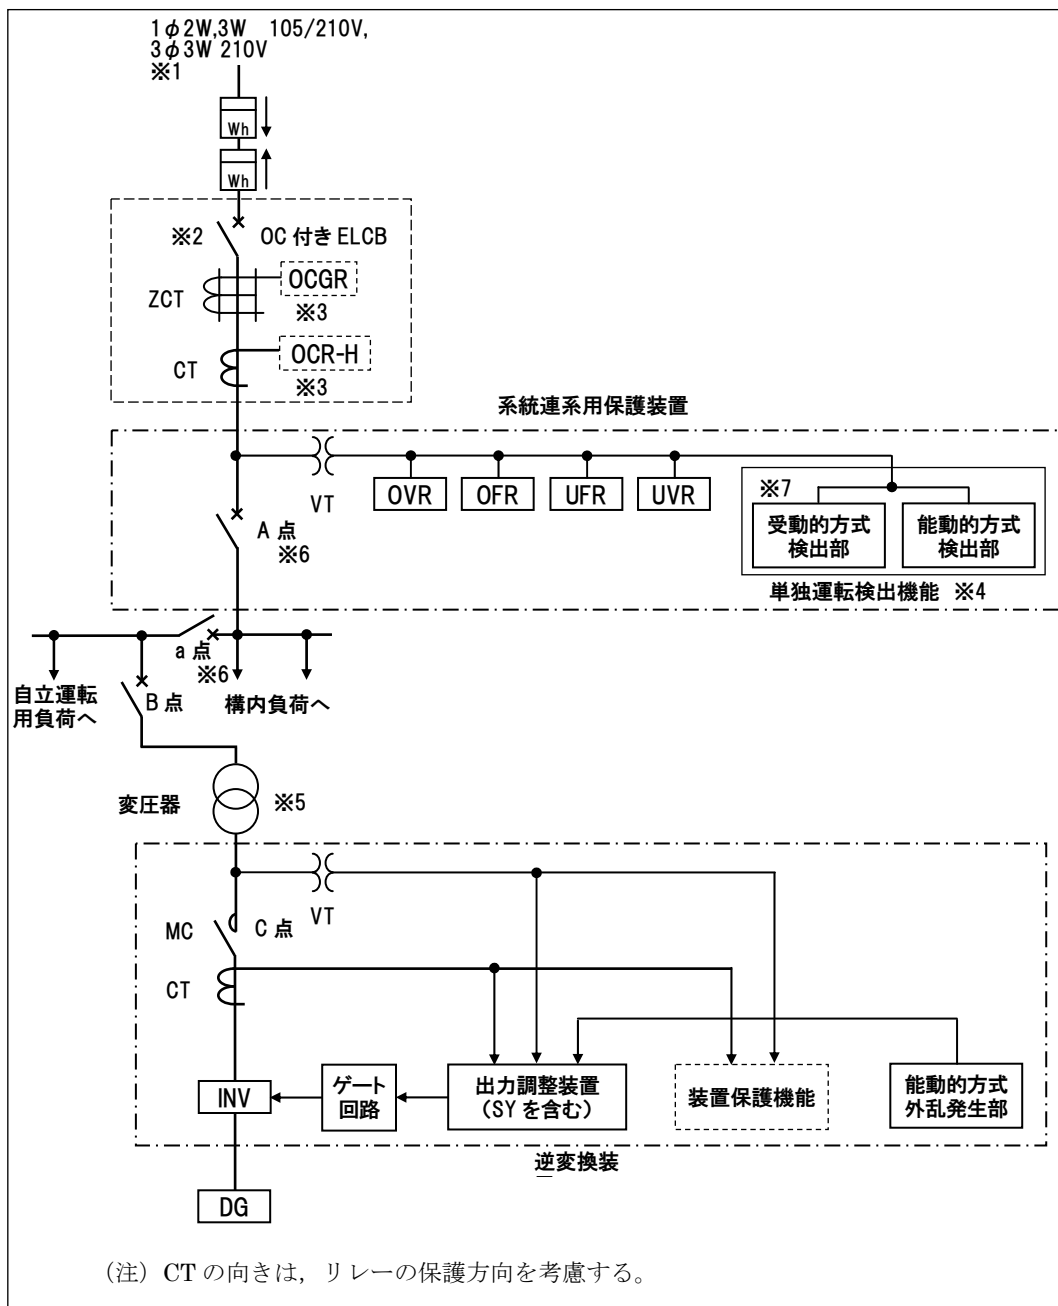 1φ2W,3W 105/210V,
3φ3W 210V
※1
Wh
Wh
※2
OC 付き ELCB
OCGR
ZCT
※3
OCR-H
CT
※3
系統連系用保護装置
VT
OVR
OFR
UFR
UVR
※7
受動的方式
検出部
能動的方式
検出部
A 点
※6
単独運転検出機能 ※4
a 点
※6
自立運転
用負荷へ
B 点
構内負荷へ
変圧器
※5
VT
MC
C 点
CT
INV
ゲート
回路
出力調整装置
(SY を含む)
装置保護機能
能動的方式
外乱発生部
逆変換装
DG
(注) CT の向きは,リレーの保護方向を考慮する。